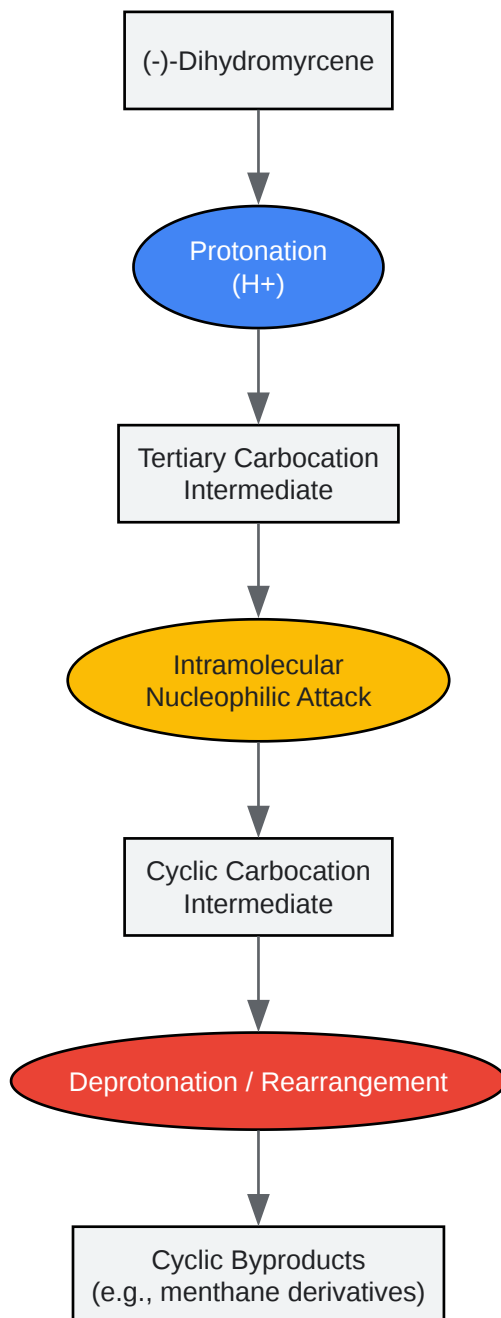 (-)-Dihydromyrcene
Protonation
(H+)
Tertiary Carbocation
Intermediate
Intramolecular
Nucleophilic Attack
Cyclic Carbocation
Intermediate
Deprotonation / Rearrangement
Cyclic Byproducts
(e.g., menthane derivatives)